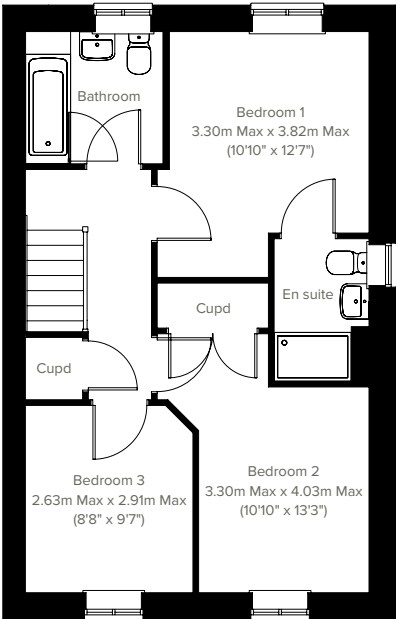 Bathroom
Bedroom 1
3.30m Max x 3.82m Max
(10'10" x 12'7")
En suite
Cupd
Cupd
Bedroom 3
2.63m Max x 2.91m Max
(8'8" x 9'7")
Bedroom 2
3.30m Max x 4.03m Max
(10'10" x 13'3")